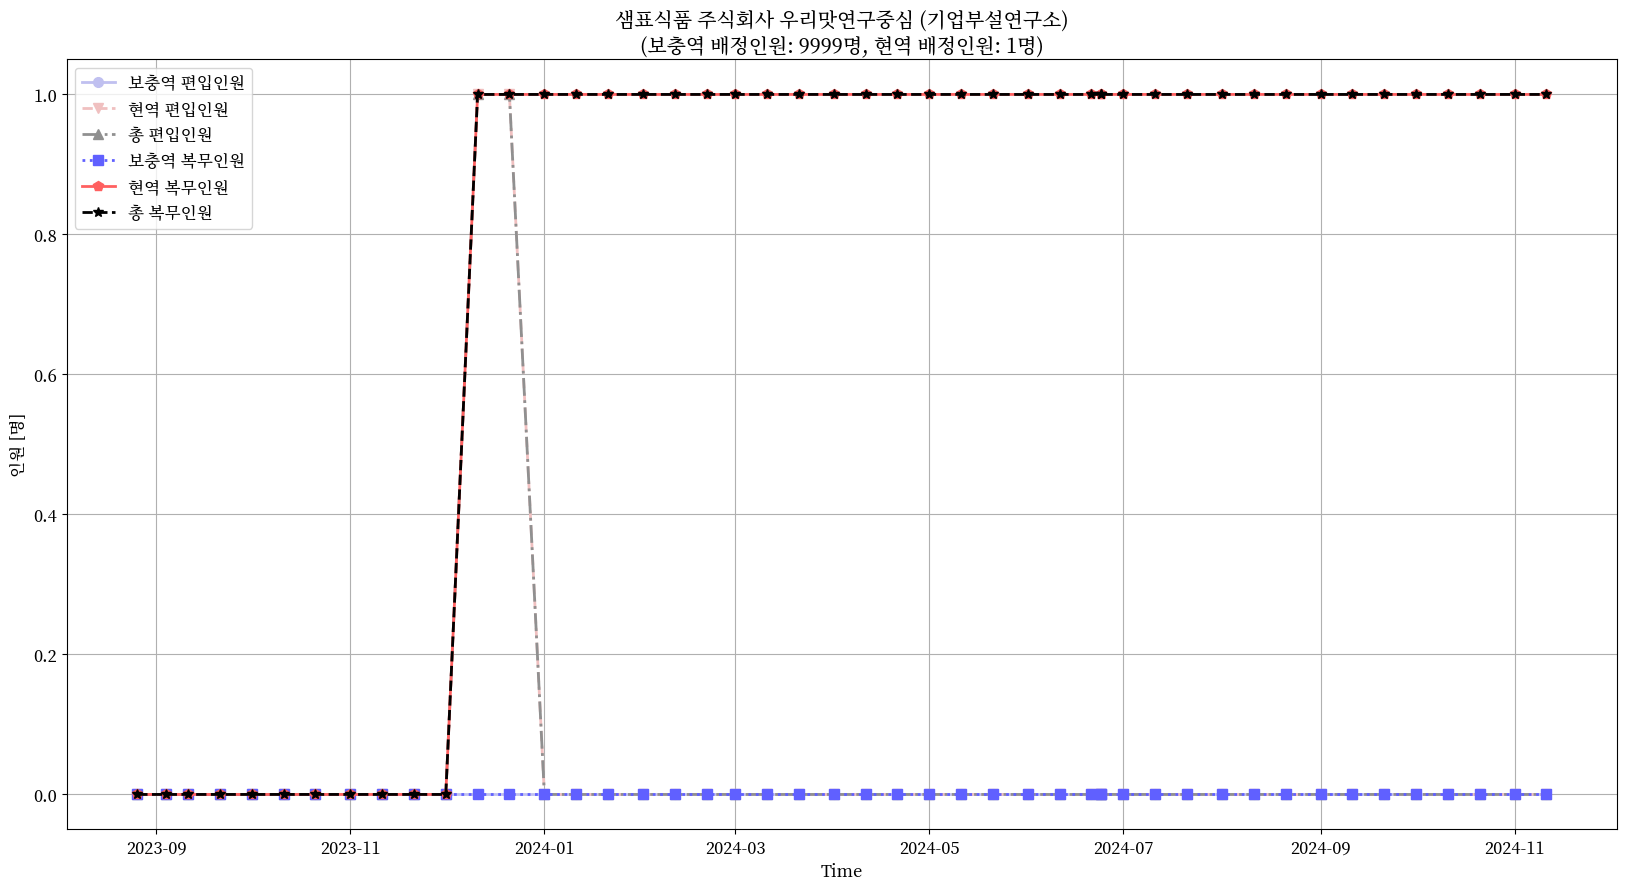 샘표식품 주식회사 우리맛연구중심 (기업부설연구소)
(보충역 배정인원: 9999명, 현역 배정인원: 1명)
보충역 편입인원
현역 편입인원
총 편입인원
보충역 복무인원
현역 복무인원
총 복무인원
1.0
0.8
0.6
0.4
0.2
0.0
인원 [명]
2023-09 2023-11 2024-01 2024-03 2024-05 2024-07 2024-09 2024-11
Time